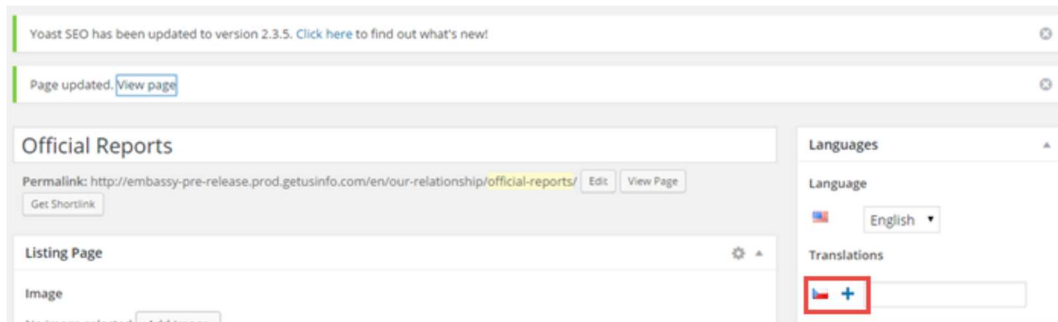 Yoast SEO has been updated to version 2.3.5. Click here to find out what's new!
Page updated. View page
Official Reports
Permalink: http://embassy-pre-release.prod.getusinfo.com/en/our-relationship/official-reports/ Edit View Page
Get Shortlink
Listing Page
Image
Languages
Language
English
Translations